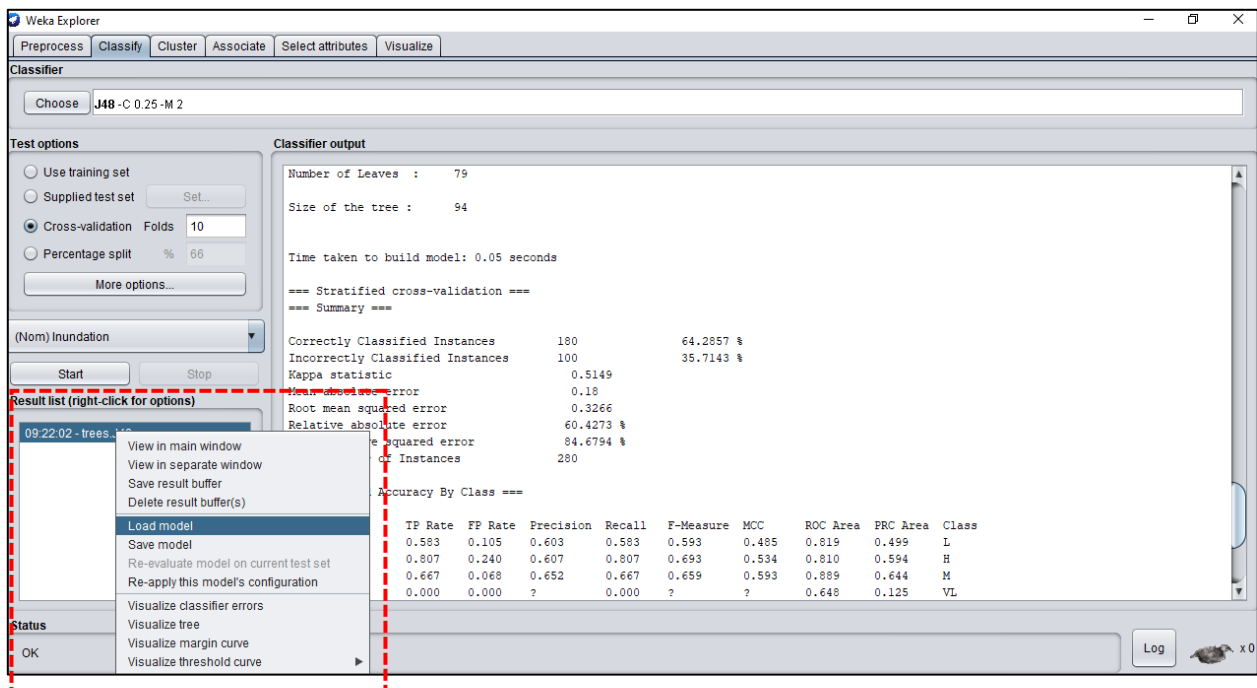 Weka Explorer
Preprocess Classify Cluster Associate Select attributes Visualize
Classifier
Choose J48 -C 0.25 -M 2
Test options
Use training set
Supplied test set Set...
Cross-validation Folds 10
Percentage split % 66
More options...
(Nom) Inundation
Start Stop
Result list (right-click for options)
09:22:02 - trees.
View in main window
View in separate window
Save result buffer
Delete result buffer(s)
Load model
Save model
Re-evaluate model on current test set
Re-apply this model's configuration
Visualize classifier errors
Visualize tree
Visualize margin curve
Visualize threshold curve
Classifier output
Number of Leaves : 79
Size of the tree : 94
Time taken to build model: 0.05 seconds
=== Stratified cross-validation ===
=== Summary ===
Correctly Classified Instances 180 64.2857 %
Incorrectly Classified Instances 100 35.7143 %
Kappa statistic 0.5149
Mean absolute error 0.18
Root mean squared error 0.3266
Relative absolute error 60.4273 %
squared error 84.6794 %
of Instances 280
Accuracy By Class ===
TP Rate FP Rate Precision Recall F-Measure MCC ROC Area PRC Area Class
0.583 0.105 0.603 0.583 0.593 0.485 0.819 0.499 L
0.807 0.240 0.607 0.807 0.693 0.534 0.810 0.594 H
0.667 0.068 0.652 0.667 0.659 0.593 0.889 0.644 M
0.000 0.000 ? 0.000 ? ? 0.648 0.125 VL
Status
OK
Log x 0